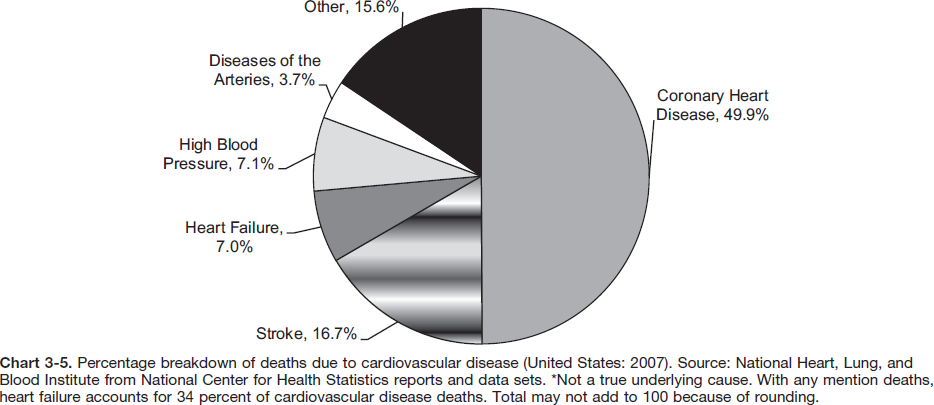 Other, 15.6%
Diseases of the
Arteries, 3.7%
Coronary Heart
Disease, 49.9%
High Blood
Pressure, 7.1%
Heart Failure,
7.0%
Stroke, 16.7%
Chart 3-5. Percentage breakdown of deaths due to cardiovascular disease (United States: 2007). Source: National Heart, Lung, and
Blood Institute from National Center for Health Statistics reports and data sets. *Not a true underlying cause. With any mention deaths,
heart failure accounts for 34 percent of cardiovascular disease deaths. Total may not add to 100 because of rounding.